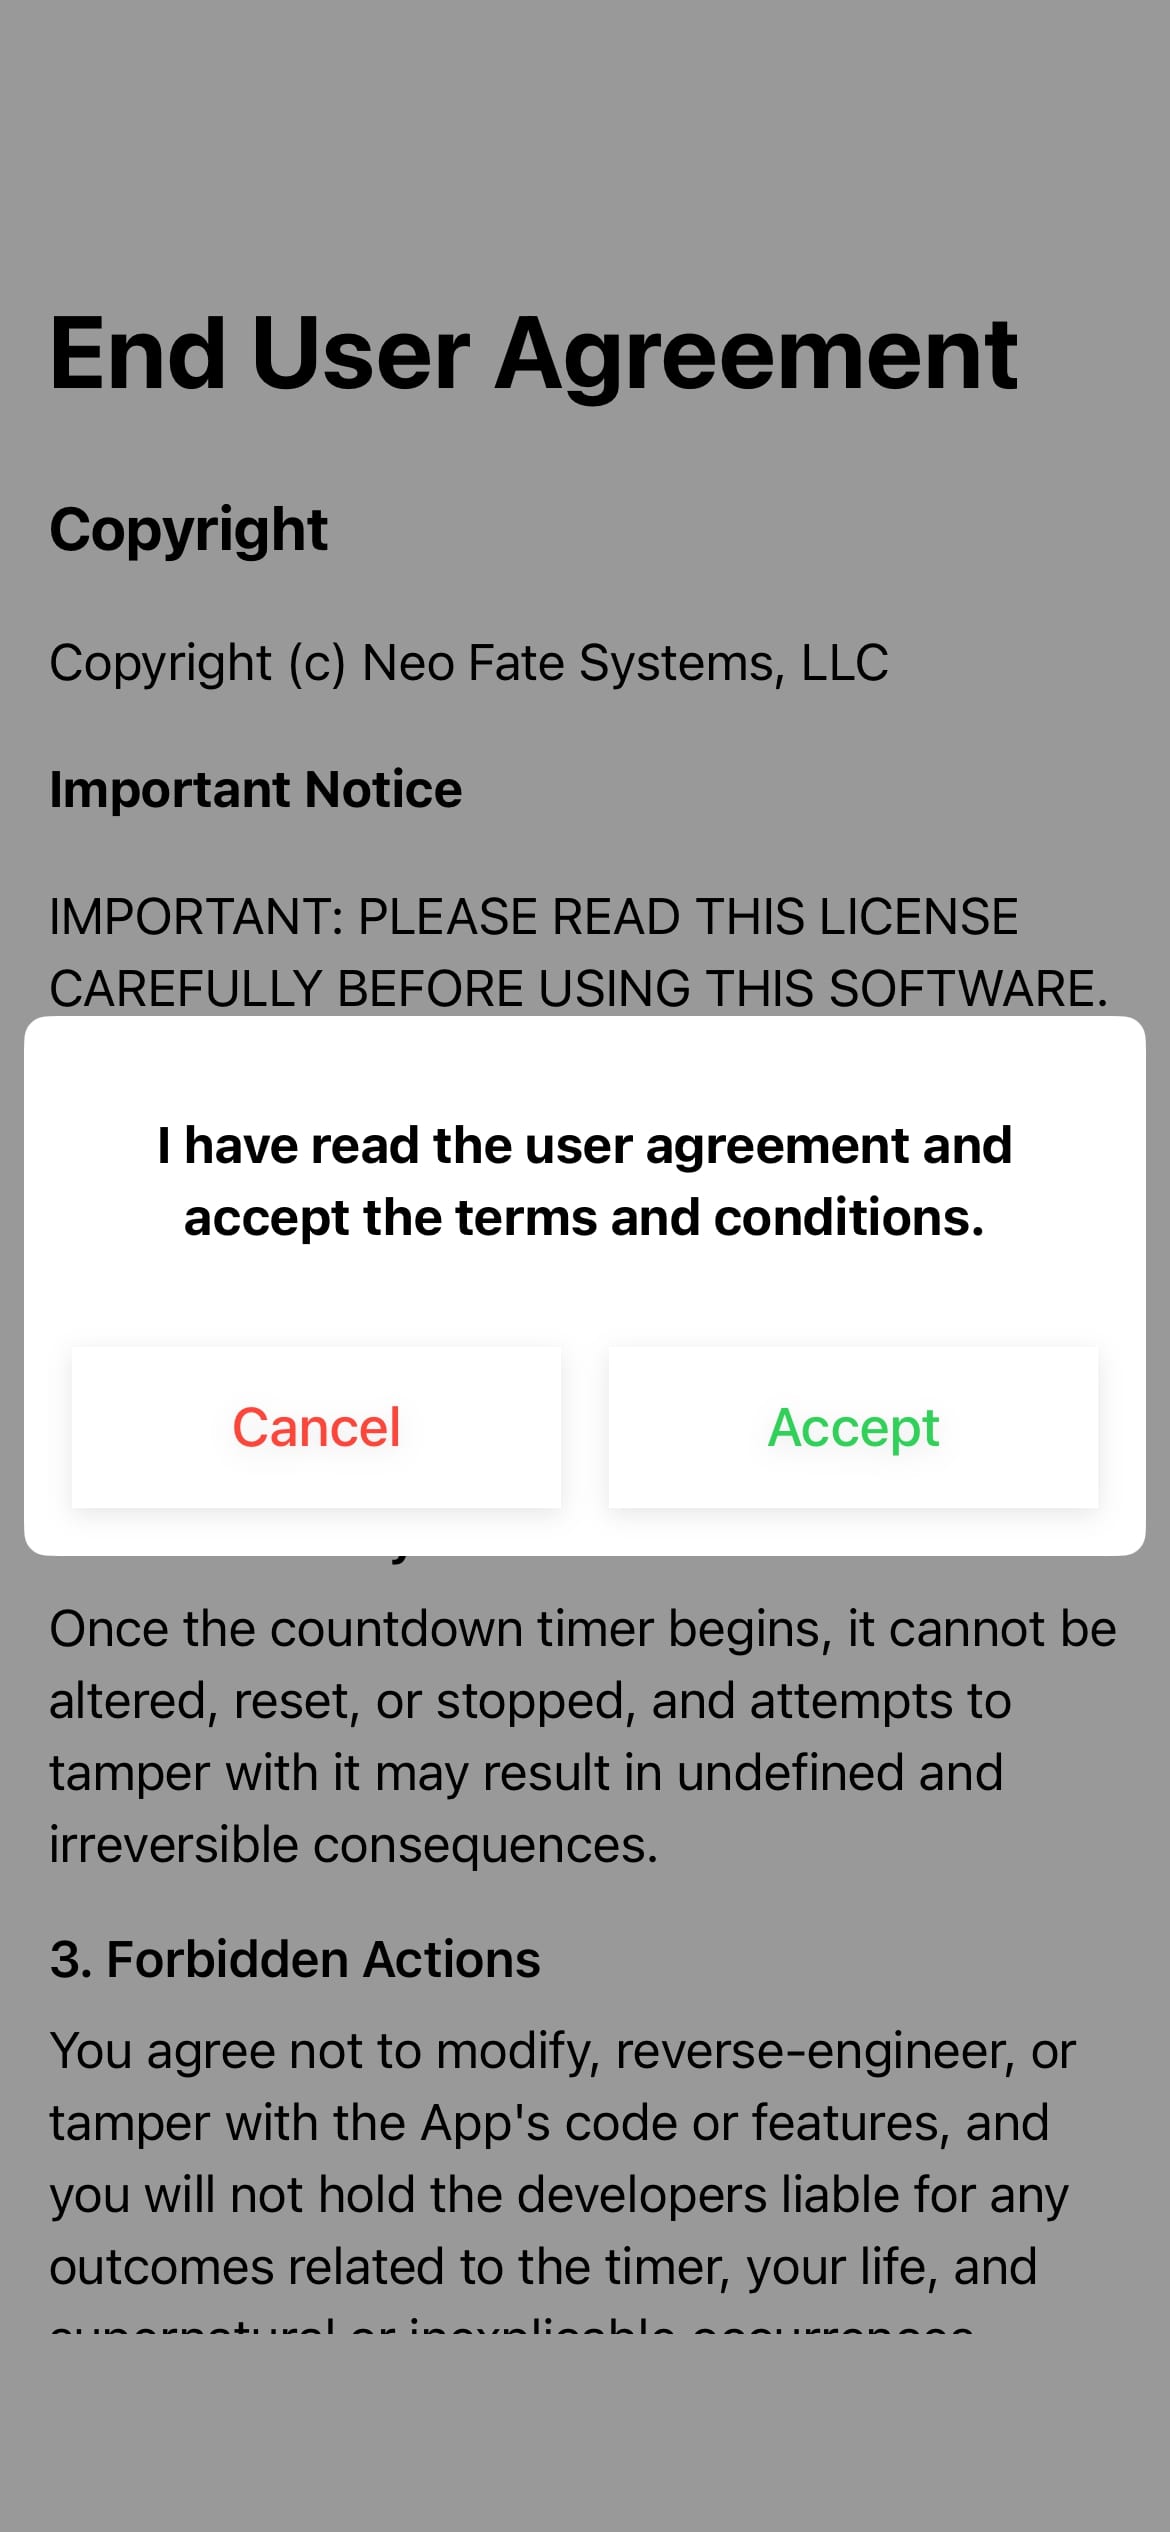 End User Agreement
Copyright
Copyright (c) Neo Fate Systems, LLC
Important Notice
IMPORTANT: PLEASE READ THIS LICENSE
CAREFULLY BEFORE USING THIS SOFTWARE.
I have read the user agreement and
accept the terms and conditions.
Cancel
Accept
Once the countdown timer begins, it cannot be
altered, reset, or stopped, and attempts to
tamper with it may result in undefined and
irreversible consequences.
3. Forbidden Actions
You agree not to modify, reverse-engineer, or
tamper with the App's code or features, and
you will not hold the developers liable for any
outcomes related to the timer, your life, and
supernatural or inexplicable occurrences